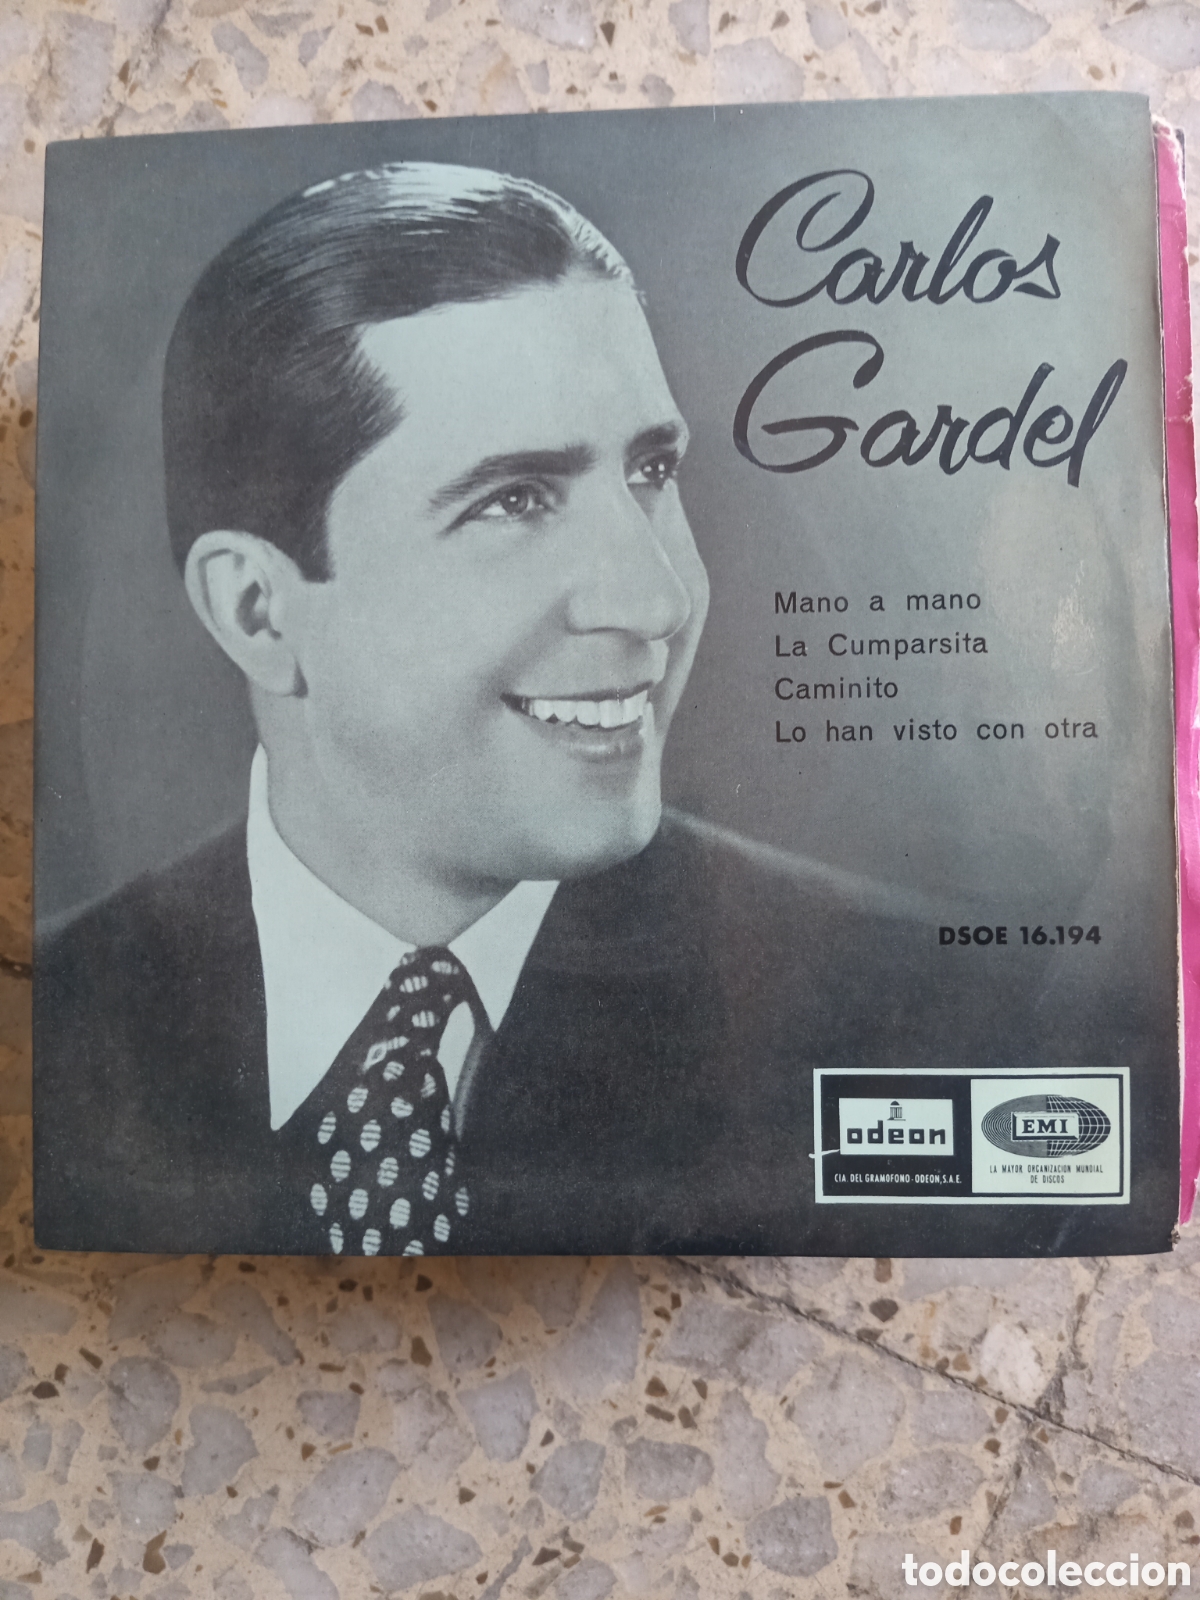 Carlos
Gardel
Mano a mano
La Cumparsita
Caminito
Lo han visto con otra
DSOE 16.194
odeon
CIA. DEL GRAMOFONO-ODEON, S.A.E.
EMI
LA MAYOR ORGANIZACION MUNDIAL
DE DISCOS
todocoleccion